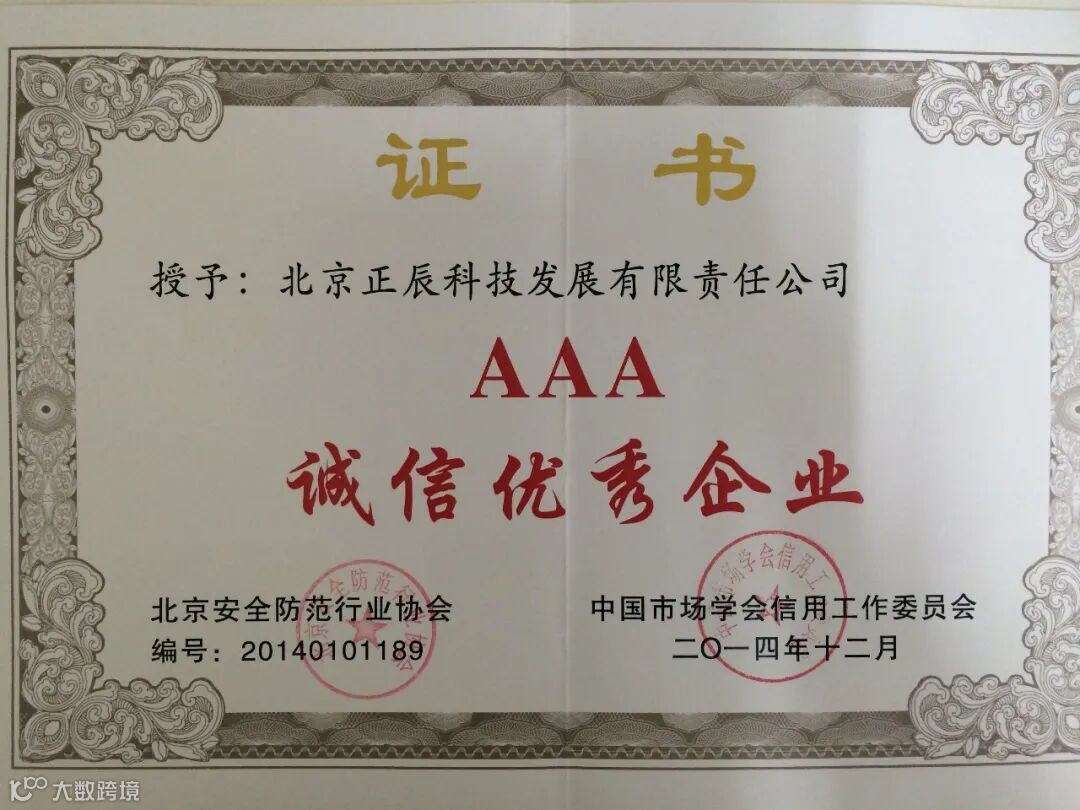 证 书
授予：北京正辰科技发展有限责任公司
AAA
诚信优秀企业
北京安全防范行业协会
编号：20140101189
中国市场学会信用工作委员会
二〇一四年十二月
大数跨境